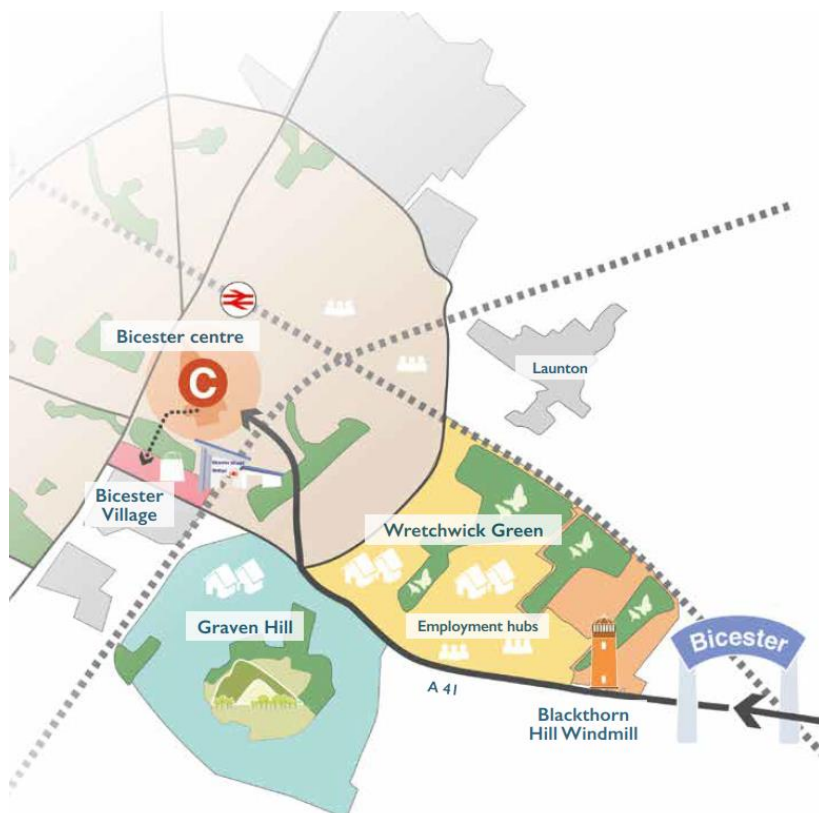 Bicester centre
C
Launton
Bicester
Village
Wretchwick Green
Graven Hill
Employment hubs
Bicester
A 41
Blackthorn
Hill Windmill